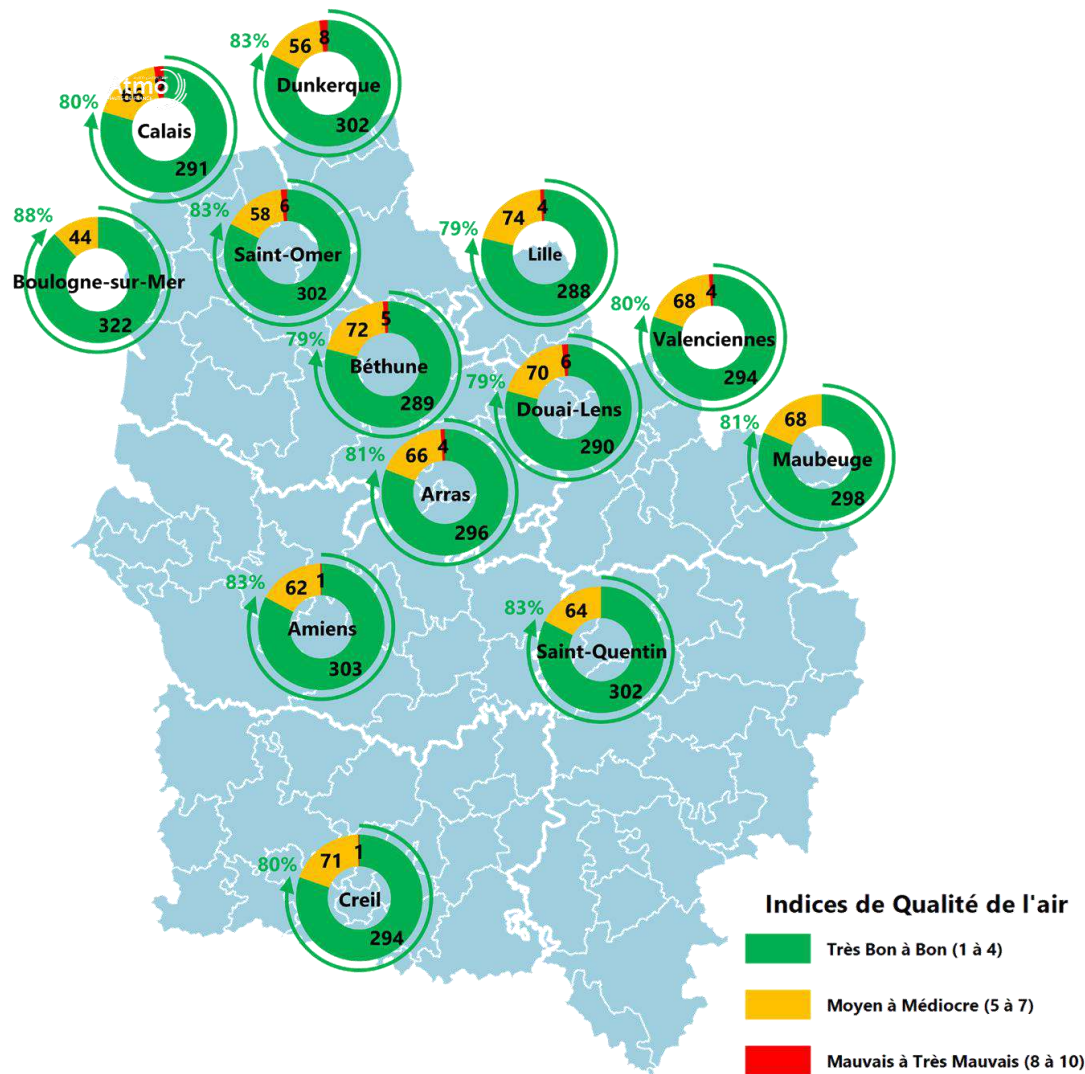 83%
56
8
Dunkerque
302
Atmo
80%
Calais
291
88%
44
Boulogne-sur-Mer
322
83%
58
6
Saint-Omer
302
79%
74
4
Lille
288
80%
68
4
Valenciennes
294
79%
72
5
Béthune
289
79%
70
6
Douai-Lens
290
81%
68
Maubeuge
298
81%
66
4
Arras
296
83%
62
1
Amiens
303
83%
64
Saint-Quentin
302
80%
71
1
Creil
294
Indices de Qualité de l'air
Très Bon à Bon (1 à 4)
Moyen à Médiocre (5 à 7)
Mauvais à Très Mauvais (8 à 10)